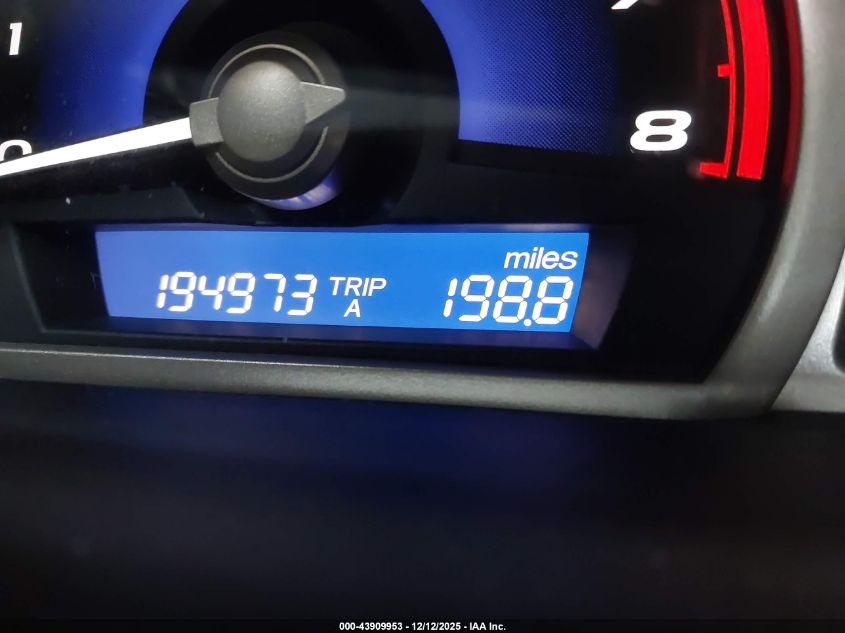 1
8
miles
194973 TRIP 198.8
A
000-43909953 - 12/12/2025 - IAA Inc.